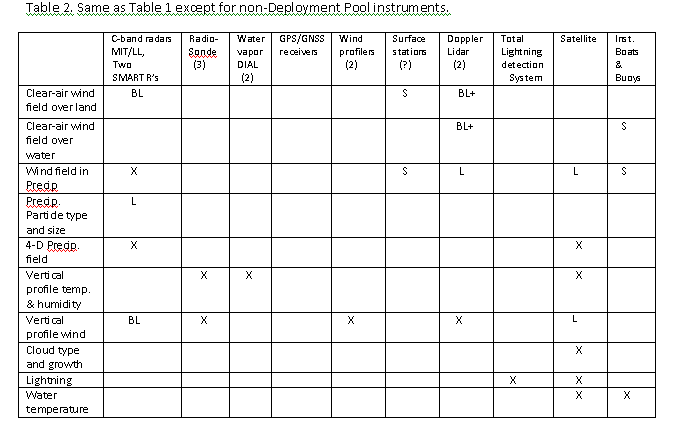 Table 2. Same as Table 1 except for non-Deployment Pool instruments.
C-band radars MIT/LL, Two SMART R's | Radio-Sonde (3) | Water vapor DIAL (2) | GPS/GNSS receivers | Wind profilers (2) | Surface stations (?) | Doppler Lidar (2) | Total Lightning detection System | Satellite | Inst. Boats & Buoys
Clear-air wind field over land | BL | | | | | S | BL+ | | |
Clear-air wind field over water | | | | | | | BL+ | | | S
Wind field in Precip | X | | | | | S | L | | L | S
Precip. Particle type and size | L | | | | | | | | |
4-D Precip. field | X | | | | | | | | X |
Vertical profile temp. & humidity | | X | X | | | | | | X |
Vertical profile wind | BL | X | | | X | | X | | L |
Cloud type and growth | | | | | | | | | X |
Lightning | | | | | | | | X | X |
Water temperature | | | | | | | | | X | X